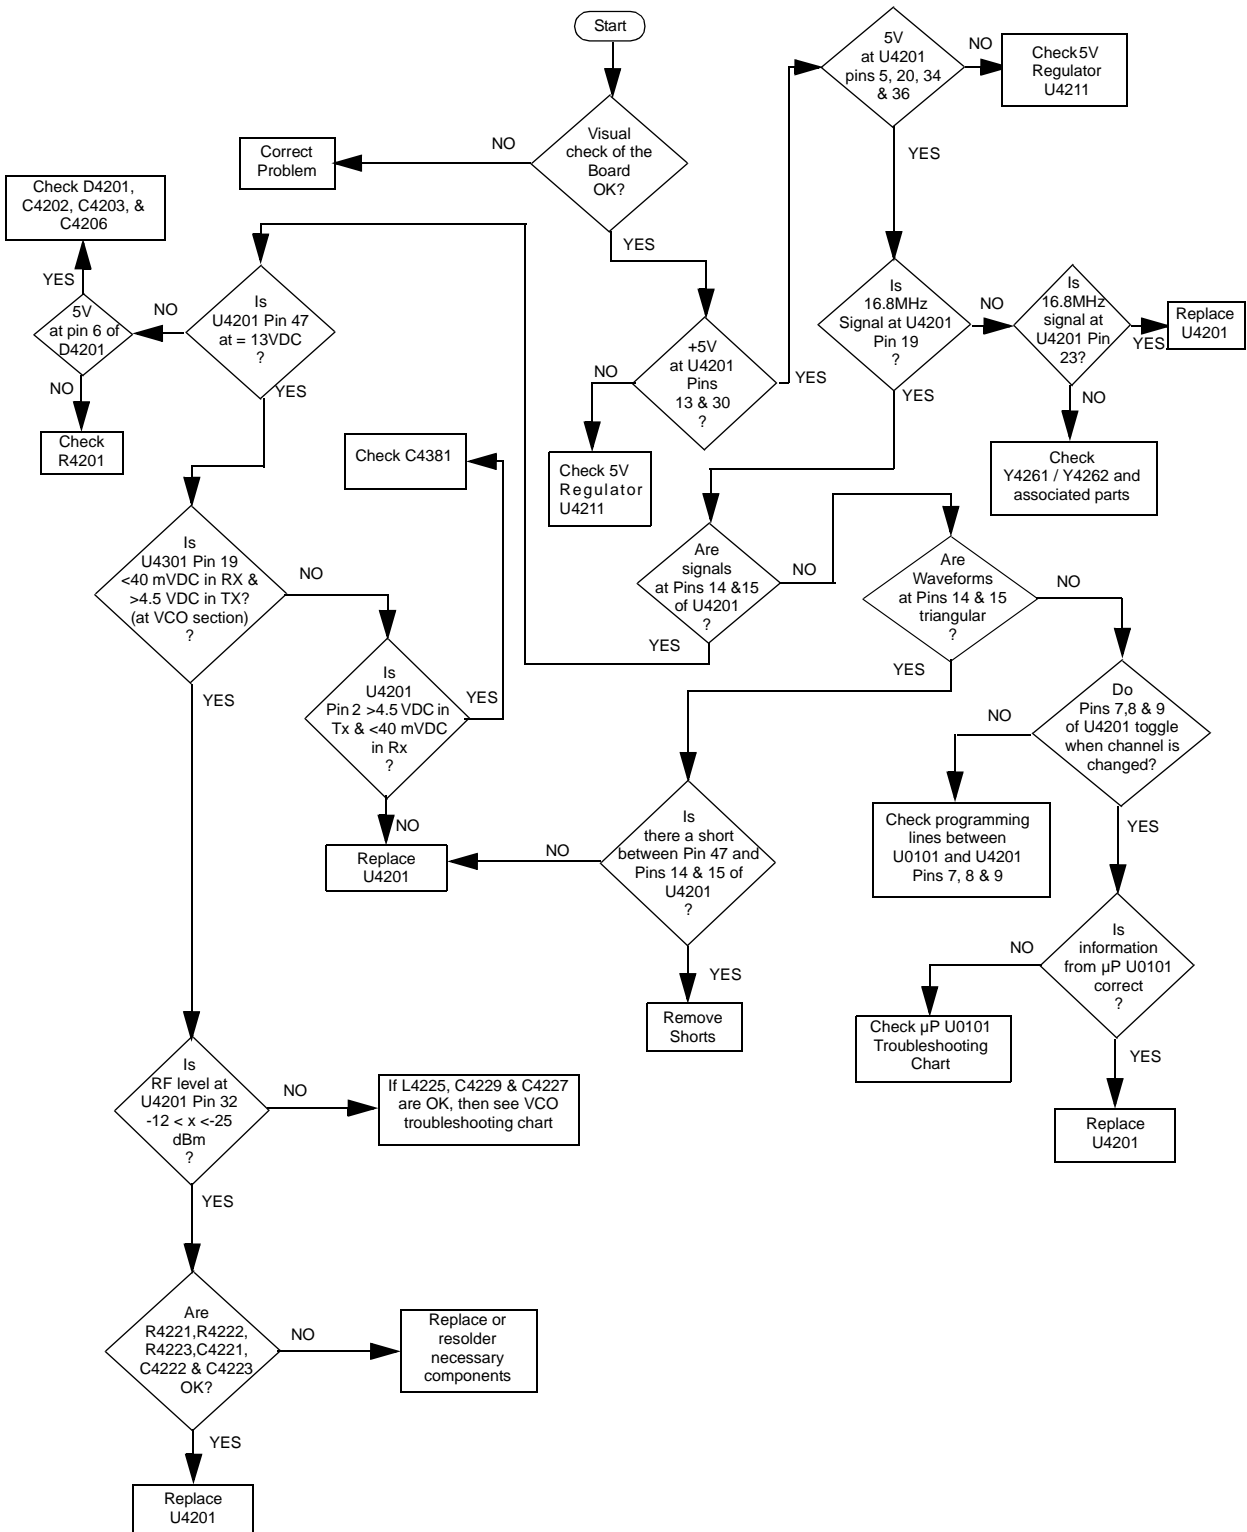 Start
Visual
check of the
Board
OK?
NO
Correct
Problem
YES
+5V
at U4201
Pins
13 & 30
?
NO
Check 5V
Regulator
U4211
YES
5V
at U4201
pins 5, 20, 34
& 36
NO
Check5V
Regulator
U4211
YES
Is
16.8MHz
Signal at U4201
Pin 19
?
NO
Is
16.8MHz
signal at
U4201 Pin
23?
YES
Replace
U4201
NO
Check
Y4261 / Y4262 and
associated parts
YES
Are
signals
at Pins 14 &15
of U4201
?
NO
YES
Are
Waveforms
at Pins 14 & 15
triangular
?
NO
YES
Do
Pins 7,8 & 9
of U4201 toggle
when channel is
changed?
NO
Check programming
lines between
U0101 and U4201
Pins 7, 8 & 9
YES
Is
information
from µP U0101
correct
?
NO
Check µP U0101
Troubleshooting
Chart
YES
Replace
U4201
Is
there a short
between Pin 47 and
Pins 14 & 15 of
U4201
?
NO
YES
Remove
Shorts
Is
U4201 Pin 47
at = 13VDC
?
NO
5V
at pin 6 of
D4201
YES
Check D4201,
C4202, C4203, &
C4206
NO
Check
R4201
YES
Is
U4301 Pin 19
<40 mVDC in RX &
>4.5 VDC in TX?
(at VCO section)
?
NO
Is
U4201
Pin 2 >4.5 VDC in
Tx & <40 mVDC
in Rx
?
YES
Check C4381
NO
Replace
U4201
YES
Is
RF level at
U4201 Pin 32
-12 < x <-25
dBm
?
NO
If L4225, C4229 & C4227
are OK, then see VCO
troubleshooting chart
YES
Are
R4221,R4222,
R4223,C4221,
C4222 & C4223
OK?
NO
Replace or
resolder
necessary
components
YES
Replace
U4201